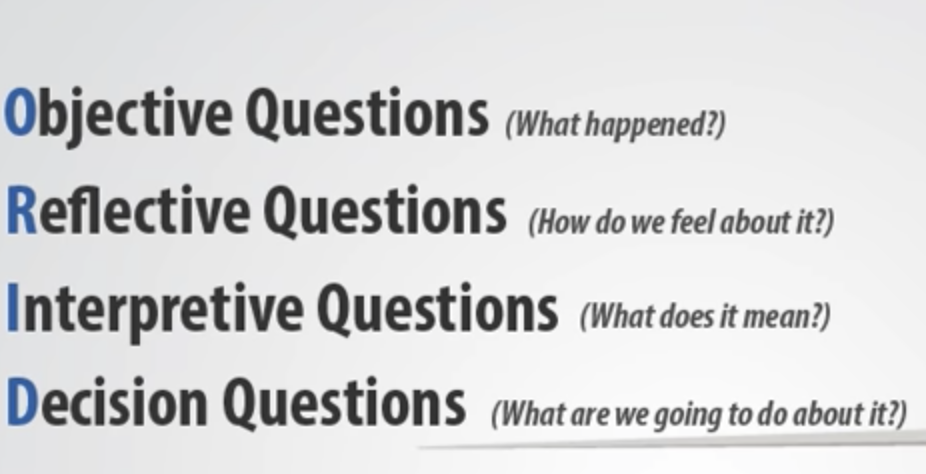 Objective Questions (What happened?)
Reflective Questions (How do we feel about it?)
Interpretive Questions (What does it mean?)
Decision Questions (What are we going to do about it?)